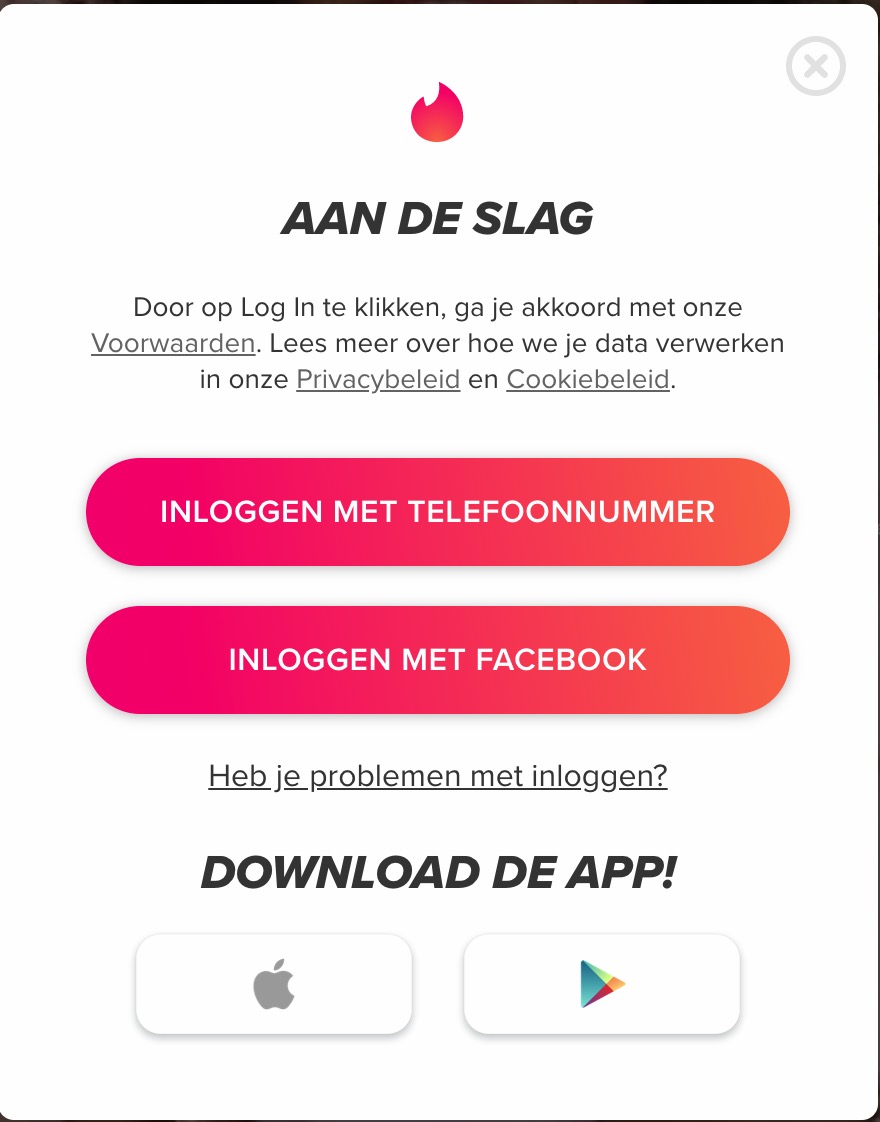 AAN DE SLAG
Door op Log In te klikken, ga je akkoord met onze
Voorwaarden. Lees meer over hoe we je data verwerken
in onze Privacybeleid en Cookiebeleid.
INLOGGEN MET TELEFOONNUMMER
INLOGGEN MET FACEBOOK
Heb je problemen met inloggen?
DOWNLOAD DE APP!